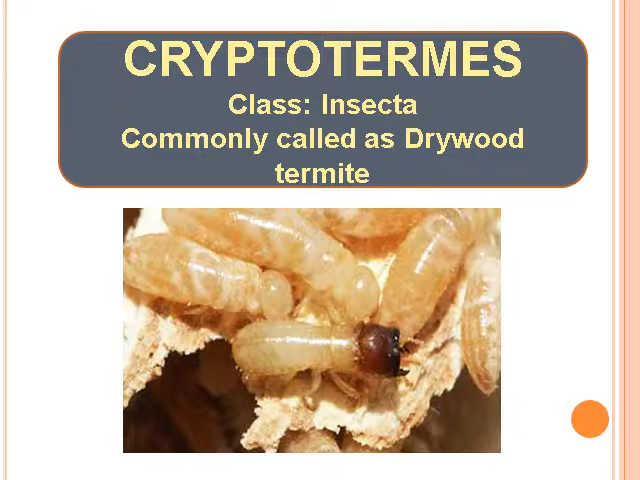 CRYPTOTERMES
Class: Insecta
Commonly called as Drywood
termite